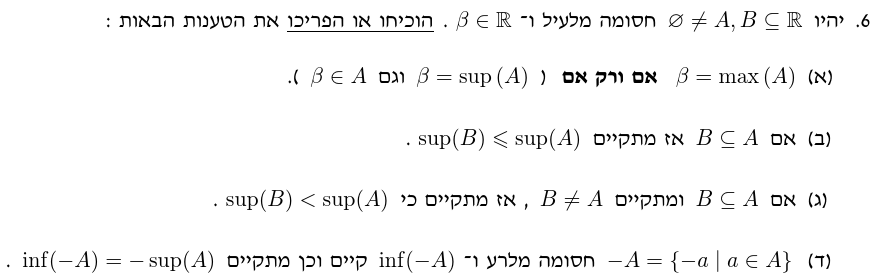 6. יהיו ∅ ≠ A, B ⊆ ℝ חסומה מלעיל ו־ β ∈ ℝ . הוכיחו או הפריכו את הטענות הבאות :
(א) β = max (A) אם ורק אם ( β = sup (A) וגם β ∈ A ).
(ב) אם B ⊆ A אז מתקיים sup(B) ⩽ sup(A) .
(ג) אם B ⊆ A ומתקיים B ≠ A , אז מתקיים כי sup(B) < sup(A) .
(ד) −A = {−a | a ∈ A} חסומה מלרע ו־ inf(−A) קיים וכן מתקיים inf(−A) = − sup(A) .